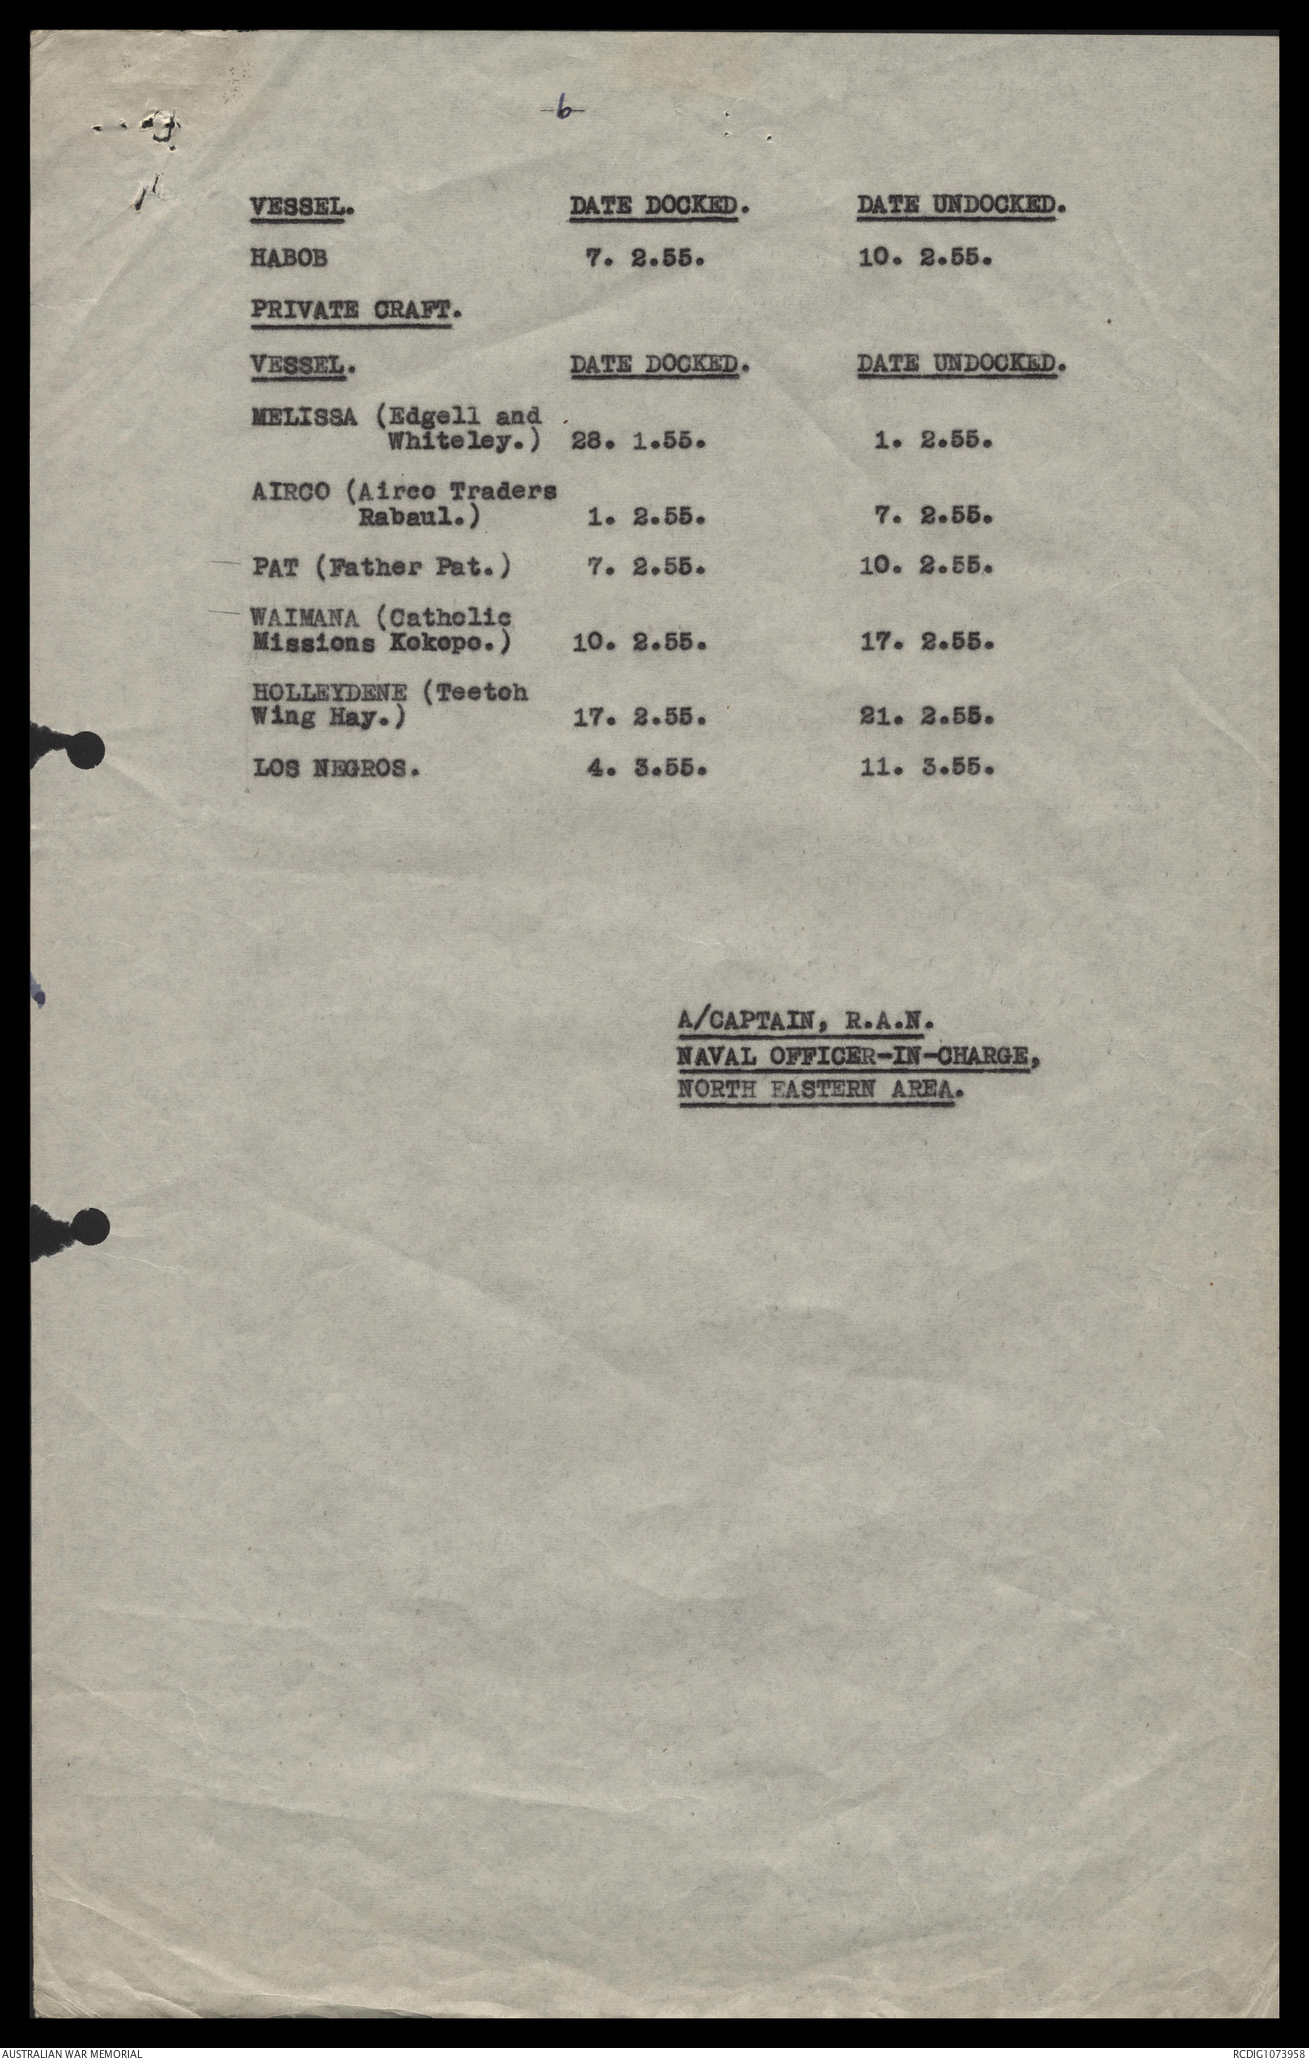 -6-
VESSEL. DATE DOCKED. DATE UNDOCKED.
HABOB 7. 2.55. 10. 2.55.
PRIVATE CRAFT.
VESSEL. DATE DOCKED. DATE UNDOCKED.
MELISSA (Edgell and
Whiteley.) 28. 1.55. 1. 2.55.
AIRCO (Airco Traders
Rabaul.) 1. 2.55. 7. 2.55.
PAT (Father Pat.) 7. 2.55. 10. 2.55.
WAIMANA (Catholic
Missions Kokopo.) 10. 2.55. 17. 2.55.
HOLLEYDENE (Teetoh
Wing Hay.) 17. 2.55. 21. 2.55.
LOS NEGROS. 4. 3.55. 11. 3.55.
A/CAPTAIN, R.A.N.
NAVAL OFFICER-IN-CHARGE,
NORTH EASTERN AREA.
AUSTRALIAN WAR MEMORIAL RCDIG1073958